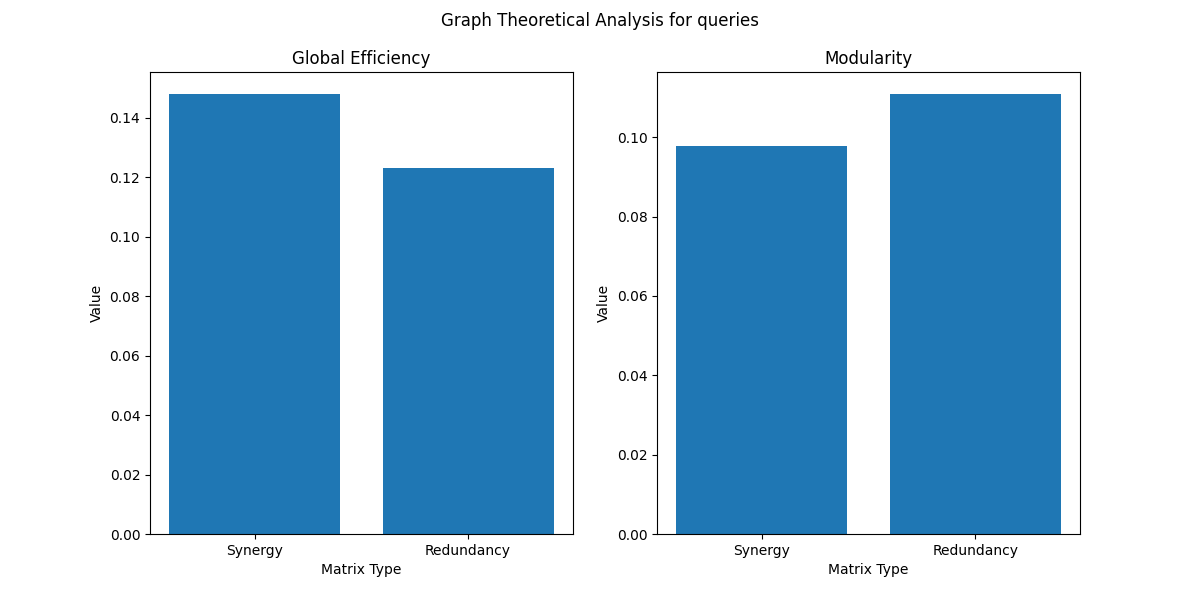 Graph Theoretical Analysis for queries
Global Efficiency
Value
0.14
0.12
0.10
0.08
0.06
0.04
0.02
0.00
Synergy
Redundancy
Matrix Type
Modularity
Value
0.10
0.08
0.06
0.04
0.02
0.00
Synergy
Redundancy
Matrix Type